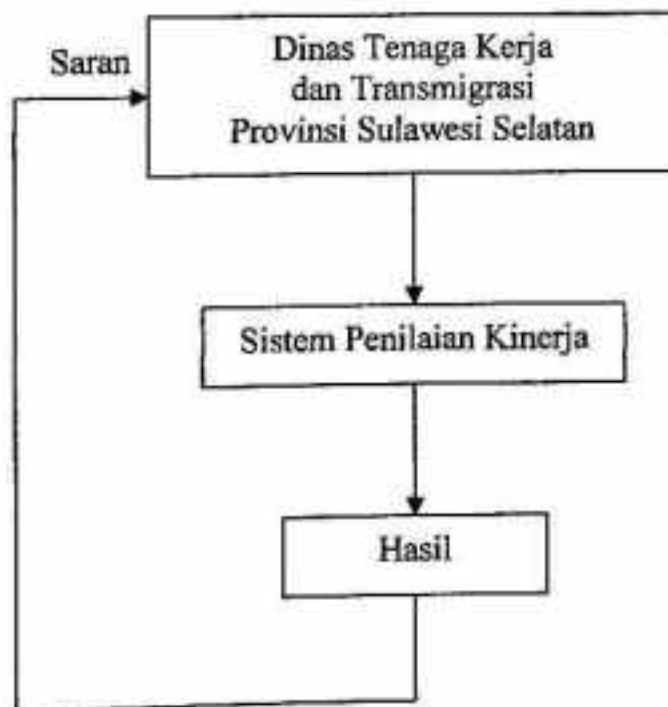 Saran
Dinas Tenaga Kerja
dan Transmigrasi
Provinsi Sulawesi Selatan
Sistem Penilaian Kinerja
Hasil